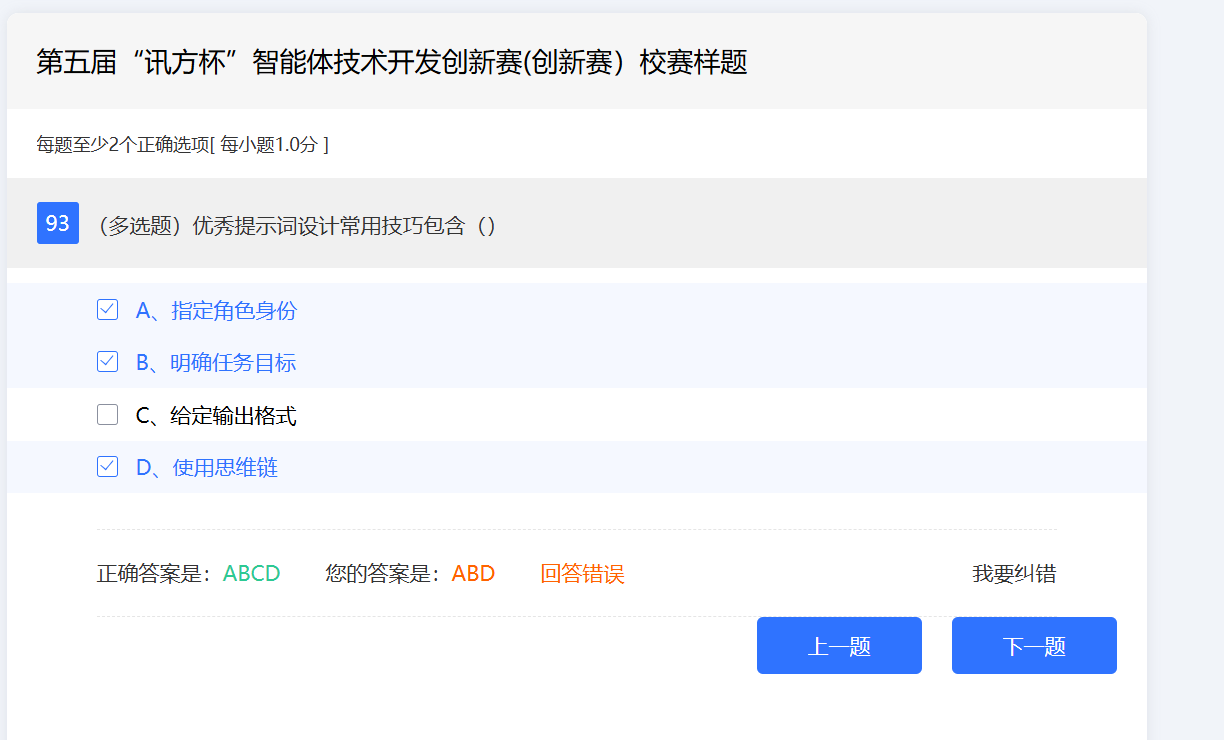 第五届“讯方杯”智能体技术开发创新赛(创新赛）校赛样题
每题至少2个正确选项[ 每小题1.0分 ]
93 （多选题）优秀提示词设计常用技巧包含（）
A、指定角色身份
B、明确任务目标
C、给定输出格式
D、使用思维链
正确答案是：ABCD 您的答案是：ABD 回答错误 我要纠错
上一题 下一题